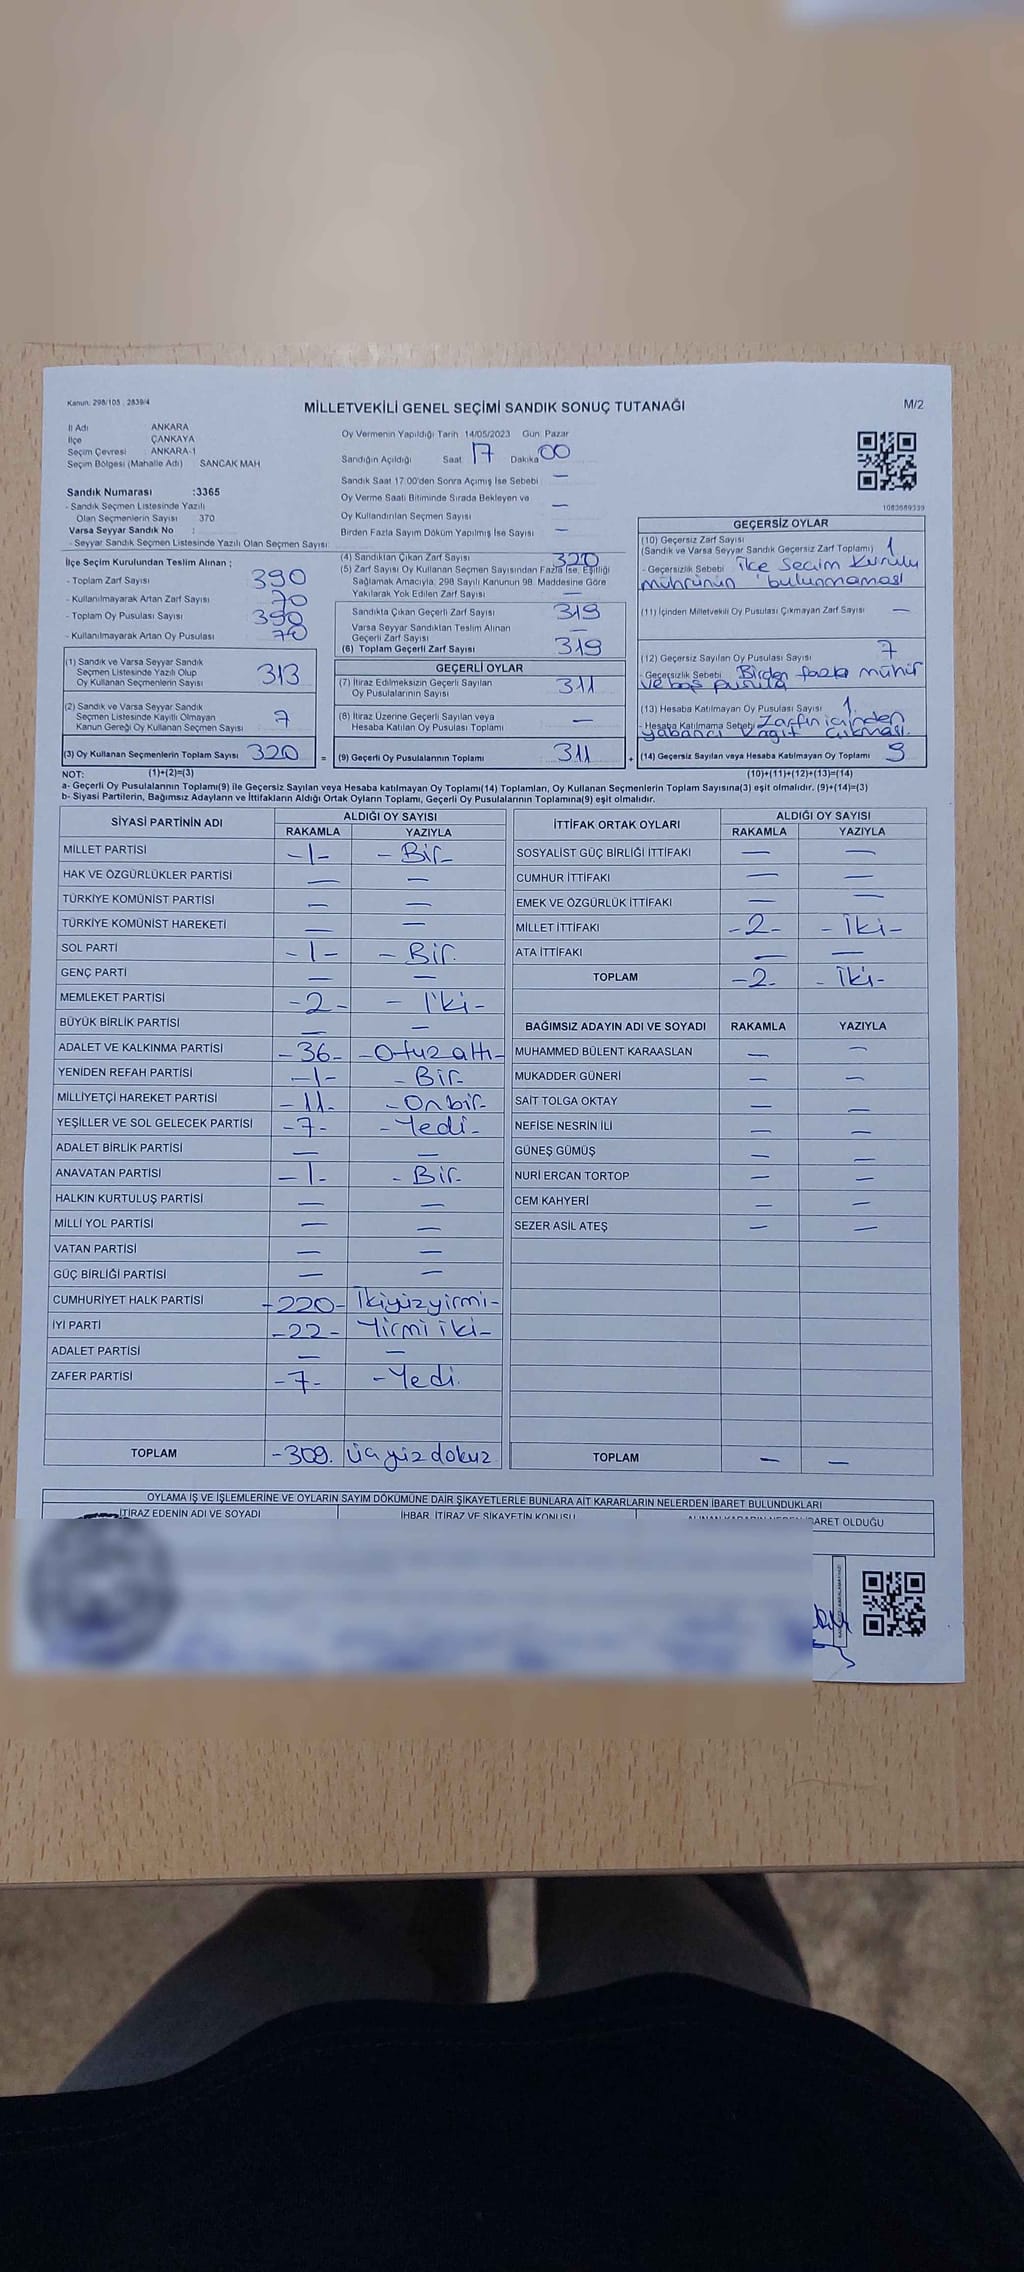 Kanun: 298/105 , 2839/4
MİLLETVEKİLİ GENEL SEÇİMİ SANDIK SONUÇ TUTANAĞI
M/2
İl Adı ANKARA
İlçe ÇANKAYA
Seçim Çevresi ANKARA-1
Seçim Bölgesi (Mahalle Adı) SANCAK MAH
Sandık Numarası :3365
- Sandık Seçmen Listesinde Yazılı
Olan Seçmenlerin Sayısı 370
Varsa Seyyar Sandık No :
- Seyyar Sandık Seçmen Listesinde Yazılı Olan Seçmen Sayısı:
Oy Vermenin Yapıldığı Tarih 14/05/2023 Gün: Pazar
Sandığın Açıldığı Saat 17 Dakika 00
Sandık Saat 17:00'den Sonra Açımış İse Sebebi —
Oy Verme Saati Bitiminde Sırada Bekleyen ve
Oy Kullandırılan Seçmen Sayısı —
Birden Fazla Sayım Döküm Yapılmış İse Sayısı —
1083689339
İlçe Seçim Kurulundan Teslim Alınan ;
- Toplam Zarf Sayısı 390
- Kullanılmayarak Artan Zarf Sayısı 70
- Toplam Oy Pusulası Sayısı 390
- Kullanılmayarak Artan Oy Pusulası 70
(1) Sandık ve Varsa Seyyar Sandık
Seçmen Listesinde Yazılı Olup
Oy Kullanan Seçmenlerin Sayısı 313
(2) Sandık ve Varsa Seyyar Sandık
Seçmen Listesinde Kayıtlı Olmayan
Kanun Gereği Oy Kullanan Seçmen Sayısı 7
(3) Oy Kullanan Seçmenlerin Toplam Sayısı 320
(4) Sandıktan Çıkan Zarf Sayısı 320
(5) Zarf Sayısı Oy Kullanan Seçmen Sayısından Fazla İse, Eşitliği
Sağlamak Amacıyla, 298 Sayılı Kanunun 98. Maddesine Göre
Yakılarak Yok Edilen Zarf Sayısı —
Sandıkta Çıkan Geçerli Zarf Sayısı 319
Varsa Seyyar Sandıktan Teslim Alınan
Geçerli Zarf Sayısı —
(6) Toplam Geçerli Zarf Sayısı 319
GEÇERLİ OYLAR
(7) İtiraz Edilmeksizin Geçerli Sayılan
Oy Pusulalarının Sayısı 311
(8) İtiraz Üzerine Geçerli Sayılan veya
Hesaba Katılan Oy Pusulası Toplamı —
= (9) Geçerli Oy Pusulalarının Toplamı 311
GEÇERSİZ OYLAR
(10) Geçersiz Zarf Sayısı
(Sandık ve Varsa Seyyar Sandık Geçersiz Zarf Toplamı) 1
- Geçersizlik Sebebi İlçe Seçim Kurulu
mührünün bulunmaması
(11) İçinden Milletvekili Oy Pusulası Çıkmayan Zarf Sayısı —
(12) Geçersiz Sayılan Oy Pusulası Sayısı 7
- Geçersizlik Sebebi Birden fazla mühür
ve boş pusula
(13) Hesaba Katılmayan Oy Pusulası Sayısı 1.
- Hesaba Katılmama Sebebi Zarfın içinden
yabancı kağıt çıkması.
+ (14) Geçersiz Sayılan veya Hesaba Katılmayan Oy Toplamı 9
NOT: (1)+(2)=(3) (10)+(11)+(12)+(13)=(14)
a- Geçerli Oy Pusulalarının Toplamı(9) ile Geçersiz Sayılan veya Hesaba katılmayan Oy Toplamı(14) Toplamları, Oy Kullanan Seçmenlerin Toplam Sayısına(3) eşit olmalıdır. (9)+(14)=(3)
b- Siyasi Partilerin, Bağımsız Adayların ve İttifakların Aldığı Ortak Oyların Toplamı, Geçerli Oy Pusulalarının Toplamına(9) eşit olmalıdır.
SİYASİ PARTİNİN ADI ALDIĞI OY SAYISI
RAKAMLA YAZIYLA
MİLLET PARTİSİ -1- - Bir-
HAK VE ÖZGÜRLÜKLER PARTİSİ — —
TÜRKİYE KOMÜNİST PARTİSİ — —
TÜRKİYE KOMÜNİST HAREKETİ — —
SOL PARTİ -1- - Bir.
GENÇ PARTİ — —
MEMLEKET PARTİSİ -2- - İki-
BÜYÜK BİRLİK PARTİSİ — —
ADALET VE KALKINMA PARTİSİ -36- -Otuzaltı-
YENİDEN REFAH PARTİSİ -1- - Bir-
MİLLİYETÇİ HAREKET PARTİSİ -11- -Onbir-
YEŞİLLER VE SOL GELECEK PARTİSİ -7- -Yedi-
ADALET BİRLİK PARTİSİ — —
ANAVATAN PARTİSİ -1- - Bir-
HALKIN KURTULUŞ PARTİSİ — —
MİLLİ YOL PARTİSİ — —
VATAN PARTİSİ — —
GÜÇ BİRLİĞİ PARTİSİ — —
CUMHURİYET HALK PARTİSİ -220- İkiyüzyirmi-
İYİ PARTİ -22- Yirmi iki-
ADALET PARTİSİ — —
ZAFER PARTİSİ -7- -Yedi.
TOPLAM -309. Üçyüzdokuz
İTTİFAK ORTAK OYLARI ALDIĞI OY SAYISI
RAKAMLA YAZIYLA
SOSYALİST GÜÇ BİRLİĞİ İTTİFAKI — —
CUMHUR İTTİFAKI — —
EMEK VE ÖZGÜRLÜK İTTİFAKI — —
MİLLET İTTİFAKI -2- - İki-
ATA İTTİFAKI — —
TOPLAM -2- - İki-
BAĞIMSIZ ADAYIN ADI VE SOYADI RAKAMLA YAZIYLA
MUHAMMED BÜLENT KARAASLAN — —
MUKADDER GÜNERİ — —
SAİT TOLGA OKTAY — —
NEFİSE NESRİN İLİ — —
GÜNEŞ GÜMÜŞ — —
NURİ ERCAN TORTOP — —
CEM KAHYERİ — —
SEZER ASİL ATEŞ — —
TOPLAM — —
OYLAMA İŞ VE İŞLEMLERİNE VE OYLARIN SAYIM DÖKÜMÜNE DAİR ŞİKAYETLERLE BUNLARA AİT KARARLARIN NELERDEN İBARET BULUNDUKLARI
İTİRAZ EDENİN ADI VE SOYADI İHBAR, İTİRAZ VE ŞİKAYETİN KONUSU ALINAN KARARIN NEDEN İBARET OLDUĞU